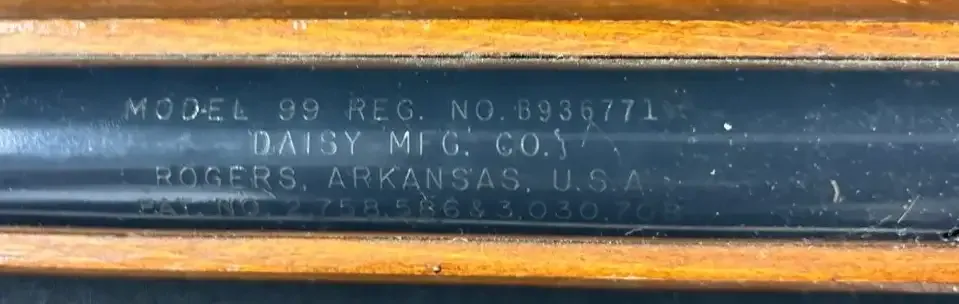 MODEL 99 REG. NO. B936771
DAISY MFG. CO.
ROGERS, ARKANSAS, U.S.A.
PAT. NO. 2,758,586 & 3,030,708